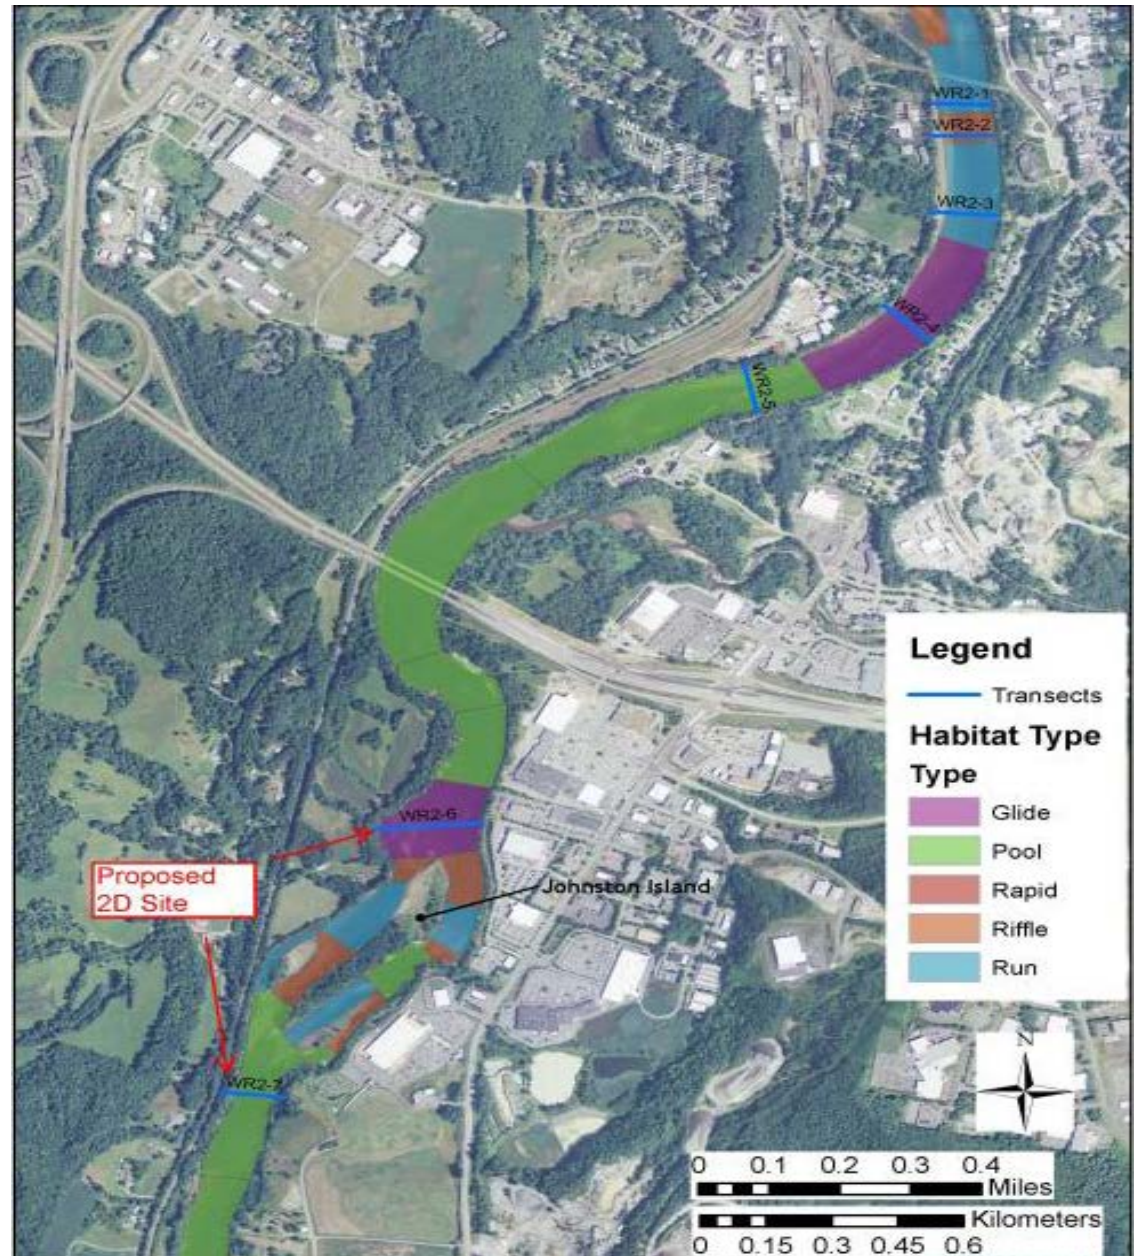 WR2-1
WR2-2
WR2-3
WR2-4
WR2-5
Legend
Transects
Habitat Type
Type
Glide
Pool
Rapid
Riffle
Run
WR2-6
Proposed
2D Site
Johnston Island
WR2-7
N
0 0.1 0.2 0.3 0.4
Miles
Kilometers
0 0.15 0.3 0.45 0.6